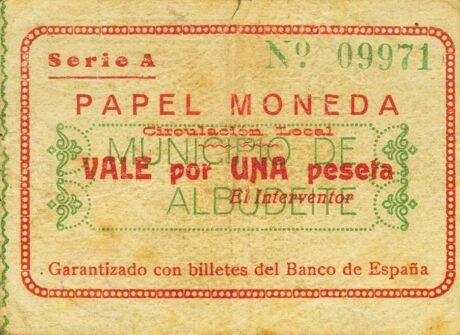 Serie A
Nº 09971
PAPEL MONEDA
Circulación Local
MUNICIPIO DE
VALE por UNA peseta
ALBUDEITE
El Interventor
Garantizado con billetes del Banco de España